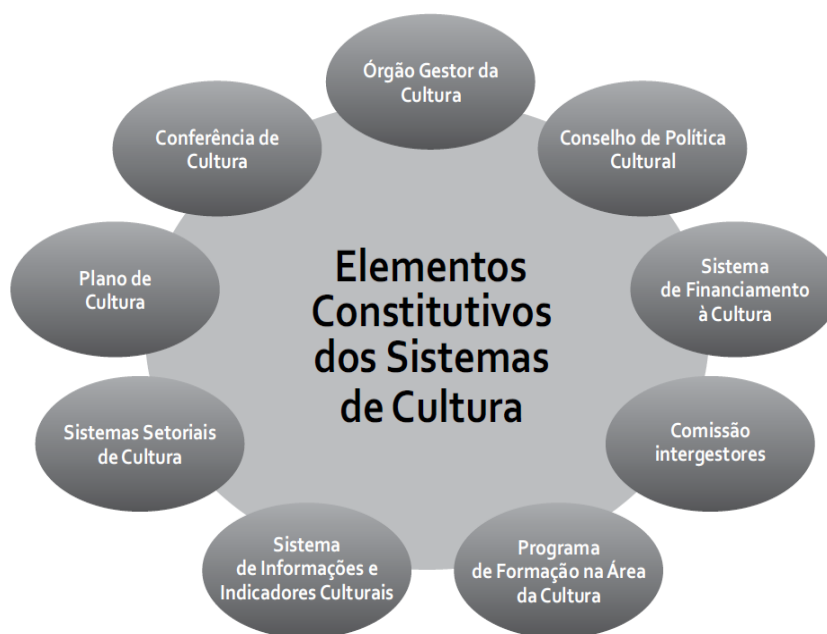 Órgão Gestor da
Cultura
Conferência de
Cultura
Conselho de Política
Cultural
Elementos
Constitutivos
dos Sistemas
de Cultura
Plano de
Cultura
Sistema
de Financiamento
à Cultura
Sistemas Setoriais
de Cultura
Comissão
intergestores
Sistema
de Informações e
Indicadores Culturais
Programa
de Formação na Área
da Cultura